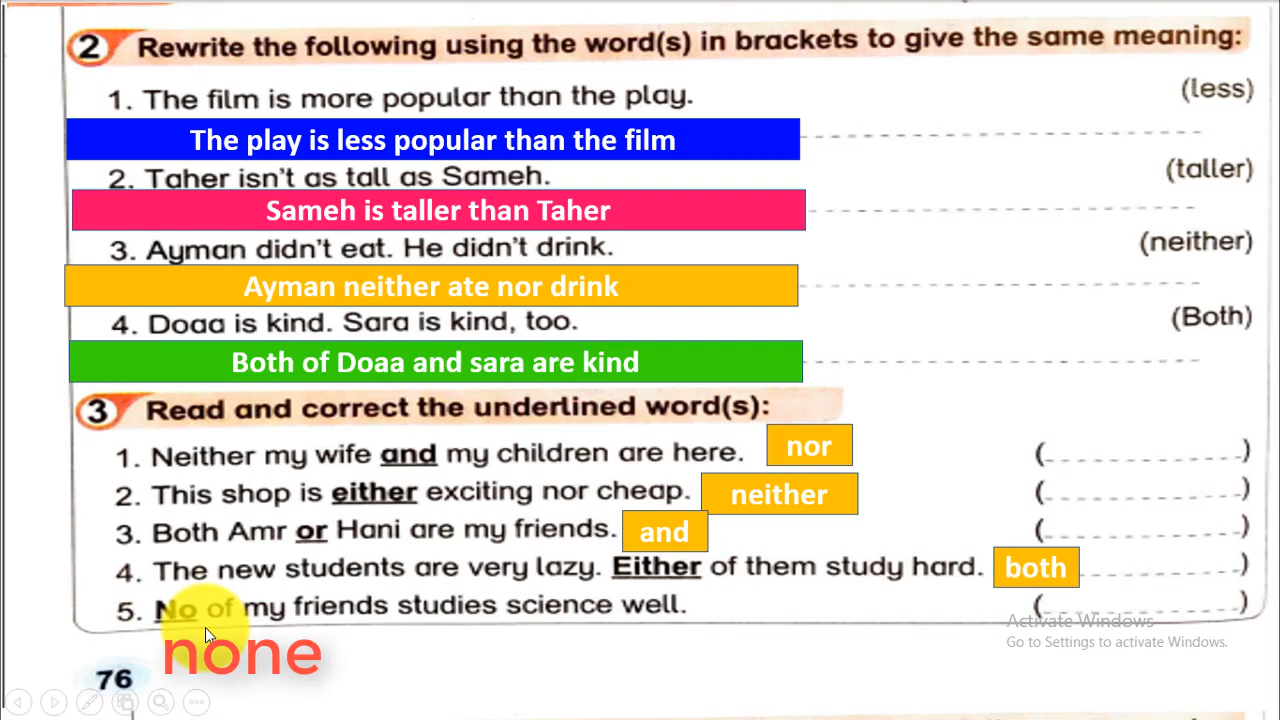 2 Rewrite the following using the word(s) in brackets to give the same meaning:
1. The film is more popular than the play. (less)
The play is less popular than the film
2. Taher isn't as tall as Sameh. (taller)
Sameh is taller than Taher
3. Ayman didn't eat. He didn't drink. (neither)
Ayman neither ate nor drink
4. Doaa is kind. Sara is kind, too. (Both)
Both of Doaa and sara are kind
3 Read and correct the underlined word(s):
1. Neither my wife and my children are here. nor (....................)
2. This shop is either exciting nor cheap. neither (....................)
3. Both Amr or Hani are my friends. and (....................)
4. The new students are very lazy. Either of them study hard. both ....................)
5. No of my friends studies science well. (....................)
none
Activate Windows
Go to Settings to activate Windows.
76